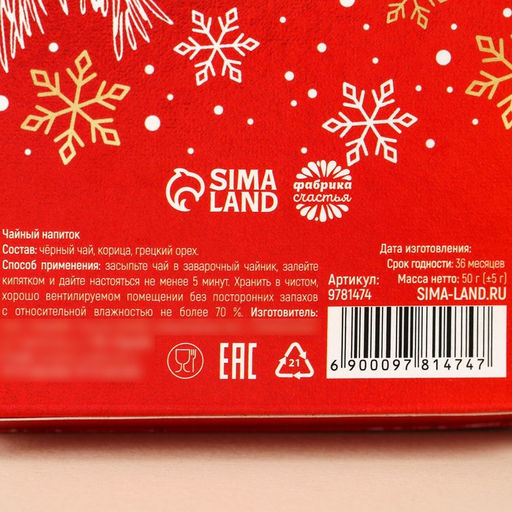 SIMA
LAND
фабрика
счастья
Чайный напиток
Состав: чёрный чай, корица, грецкий орех.
Способ применения: засыпьте чай в заварочный чайник, залейте
кипятком и дайте настояться не менее 5 минут. Хранить в чистом,
хорошо вентилируемом помещении без посторонних запахов
с относительной влажностью не более 70 %. Изготовитель:
Дата изготовления:
Срок годности: 36 месяцев
Артикул: Масса нетто: 50 г (±5 г)
9781474 SIMA-LAND.RU
EAC
21
6 900097 814747